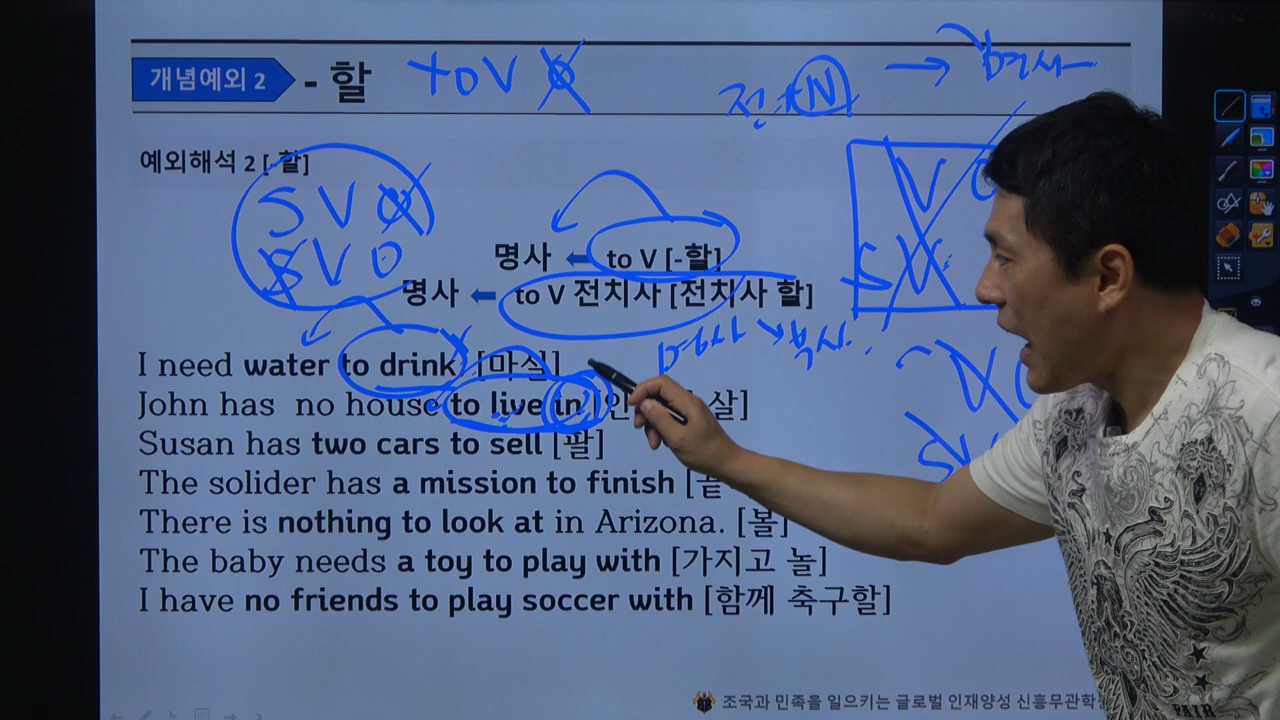 개념예외 2 - 할 to V O
전치 N → 형용사
예외해석 2 [-할]
S V O
S V O
명사 ← to V [-할]
명사 ← to V 전치사 [전치사 할]
I need water to drink [마실]
John has no house to live in 살]
Susan has two cars to sell [팔]
The solider has a mission to finish [끝
There is nothing to look at in Arizona. [볼]
The baby needs a toy to play with [가지고 놀]
I have no friends to play soccer with [함께 축구할]
조국과 민족을 일으키는 글로벌 인재양성 신흥무관학
PAIR